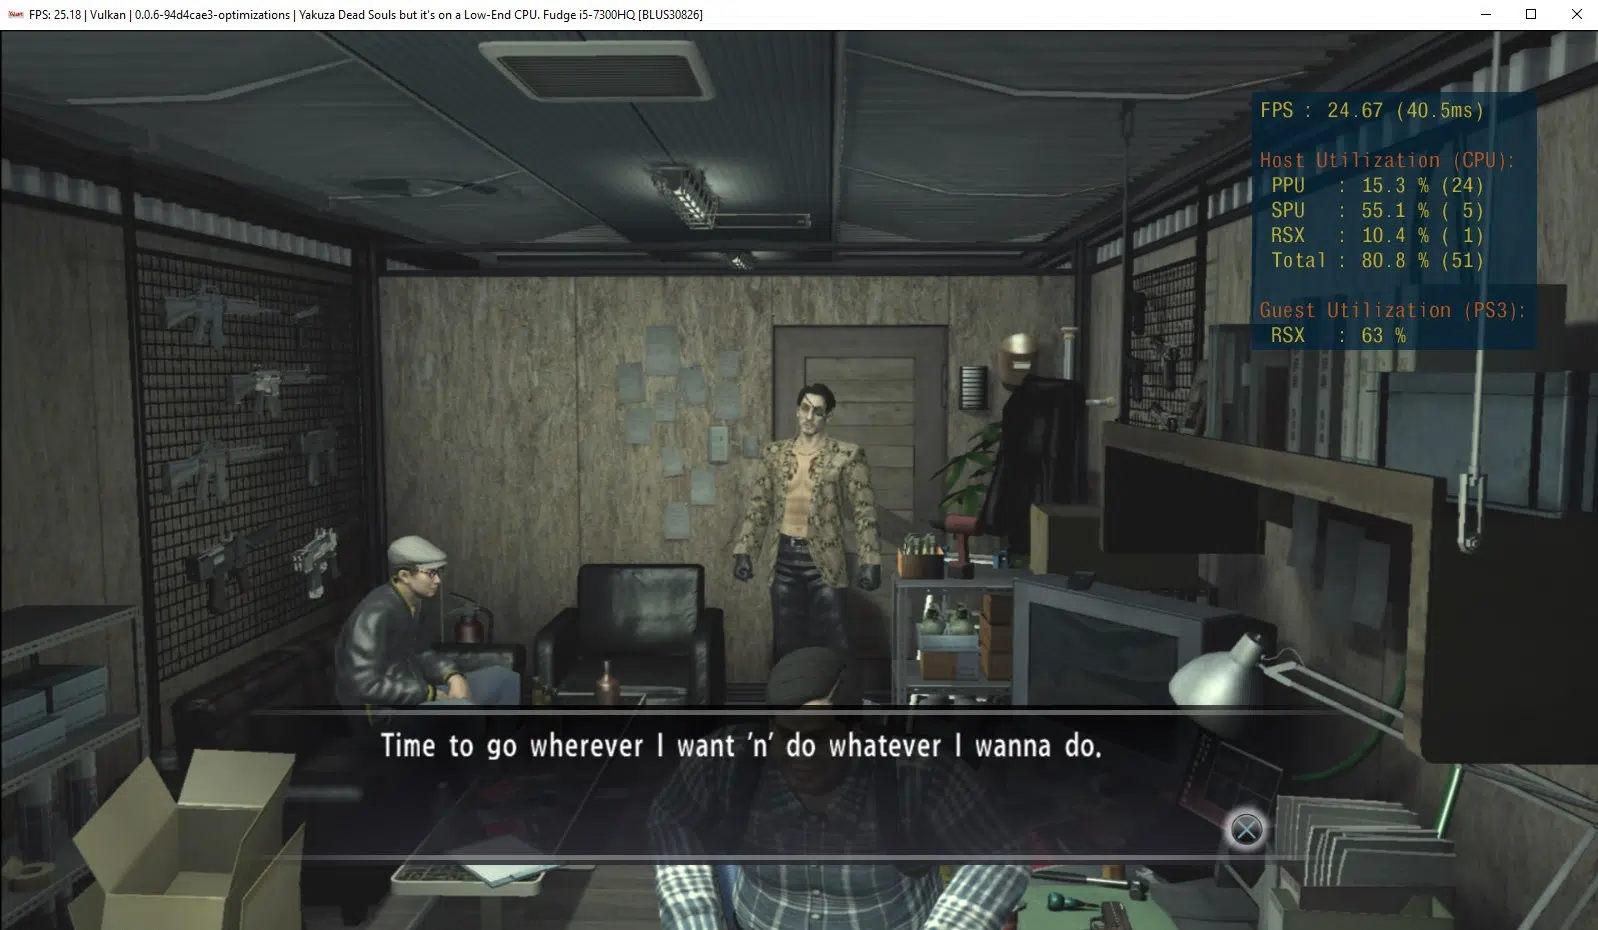 FPS: 25.18 | Vulkan | 0.0.6-94d4cae3-optimizations | Yakuza Dead Souls but it's on a Low-End CPU. Fudge i5-7300HQ [BLUS30826]
FPS : 24.67 (40.5ms)
Host Utilization (CPU):
PPU : 15.3 % (24)
SPU : 55.1 % ( 5)
RSX : 10.4 % ( 1)
Total : 80.8 % (51)
Guest Utilization (PS3):
RSX : 63 %
Time to go wherever I want 'n' do whatever I wanna do.